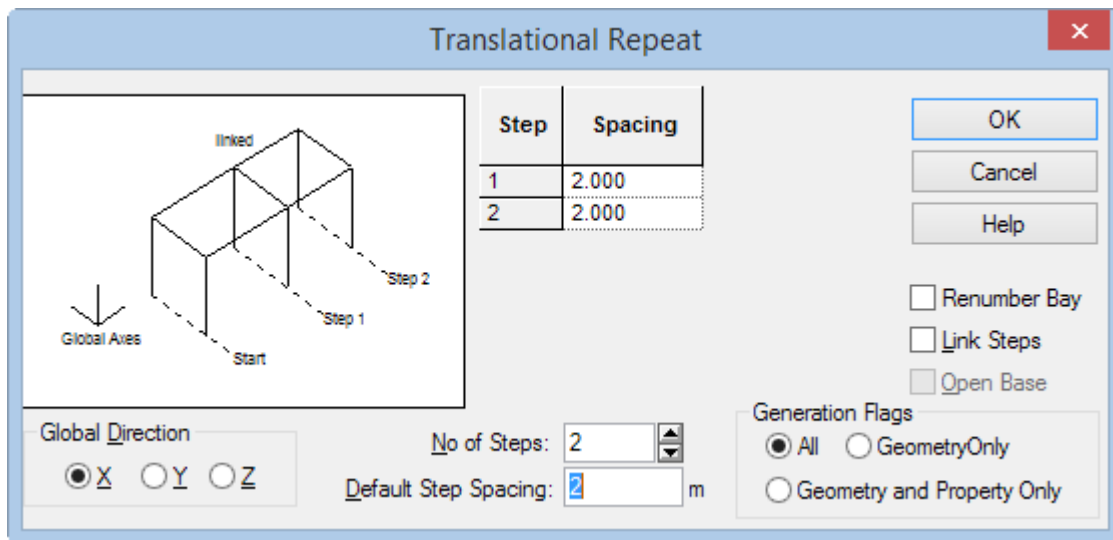 Translational Repeat
linked
Step 2
Step 1
Start
Global Axes
Step Spacing
1 2.000
2 2.000
OK
Cancel
Help
Renumber Bay
Link Steps
Open Base
Global Direction
X Y Z
No of Steps: 2
Default Step Spacing: 2 m
Generation Flags
All GeometryOnly
Geometry and Property Only